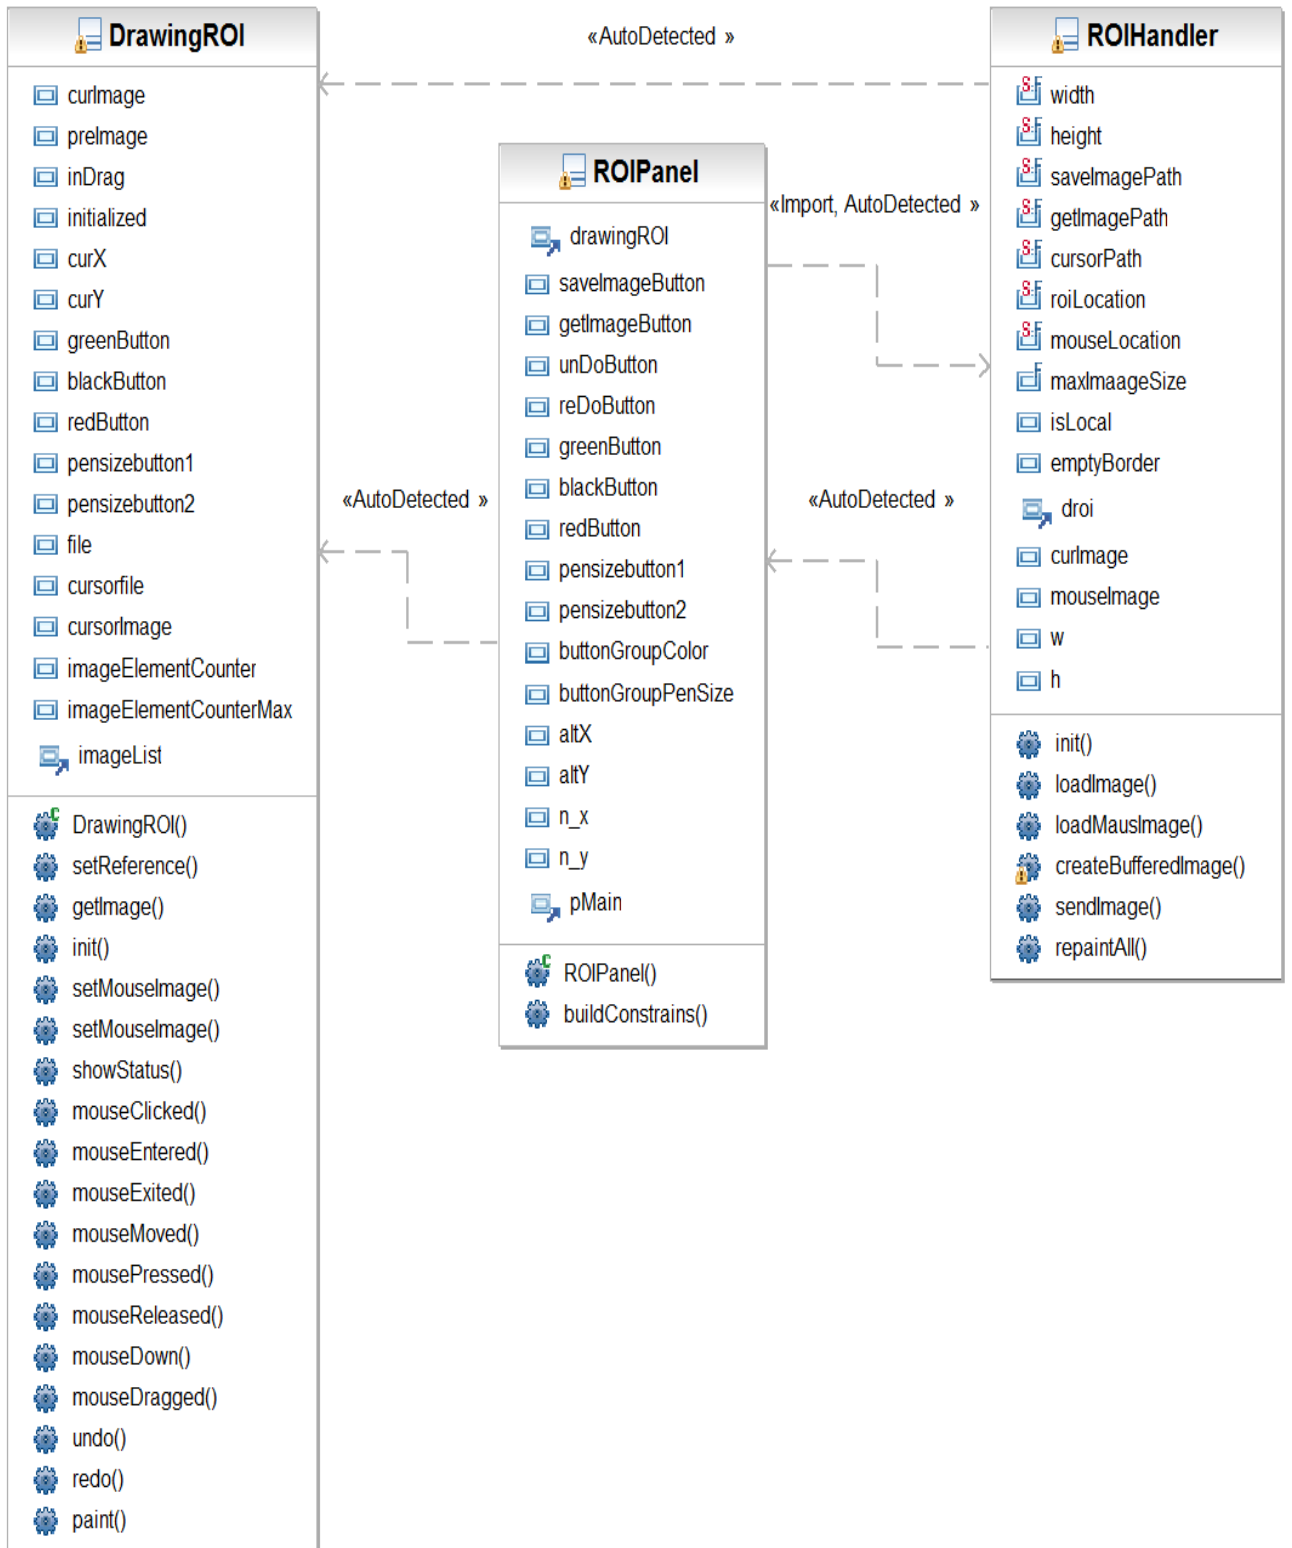 DrawingROI
curImage
preImage
inDrag
initialized
curX
curY
greenButton
blackButton
redButton
pensizebutton1
pensizebutton2
file
cursorfile
cursorImage
imageElementCounter
imageElementCounterMax
imageList
DrawingROI()
setReference()
getImage()
init()
setMouseImage()
setMouseImage()
showStatus()
mouseClicked()
mouseEntered()
mouseExited()
mouseMoved()
mousePressed()
mouseReleased()
mouseDown()
mouseDragged()
undo()
redo()
paint()
«AutoDetected »
«AutoDetected »
ROIPanel
drawingROI
saveImageButton
getImageButton
unDoButton
reDoButton
greenButton
blackButton
redButton
pensizebutton1
pensizebutton2
buttonGroupColor
buttonGroupPenSize
altX
altY
n_x
n_y
pMain
ROIPanel()
buildConstrains()
«Import, AutoDetected »
«AutoDetected »
ROIHandler
width
height
saveImagePath
getImagePath
cursorPath
roiLocation
mouseLocation
maxImaageSize
isLocal
emptyBorder
droi
curImage
mouseImage
w
h
init()
loadImage()
loadMausImage()
createBufferedImage()
sendImage()
repaintAll()